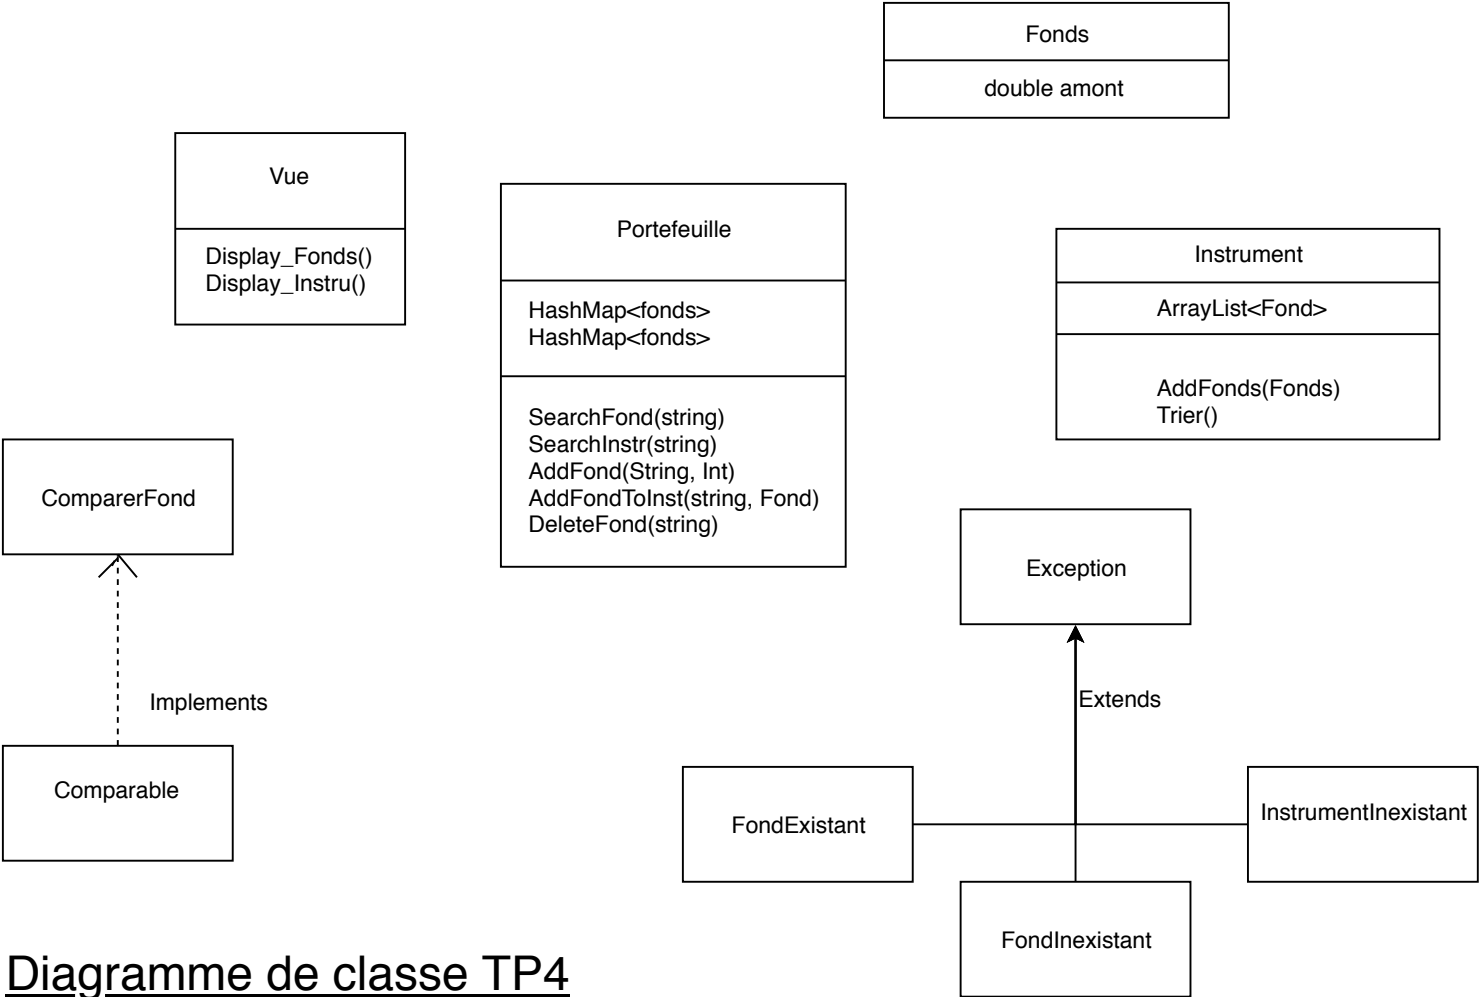 Fonds
double amont
Vue
Display_Fonds()
Display_Instru()
Portefeuille
HashMap<fonds>
HashMap<fonds>
SearchFond(string)
SearchInstr(string)
AddFond(String, Int)
AddFondToInst(string, Fond)
DeleteFond(string)
Instrument
ArrayList<Fond>
AddFonds(Fonds)
Trier()
ComparerFond
Implements
Comparable
Exception
Extends
FondExistant
InstrumentInexistant
FondInexistant
Diagramme de classe TP4